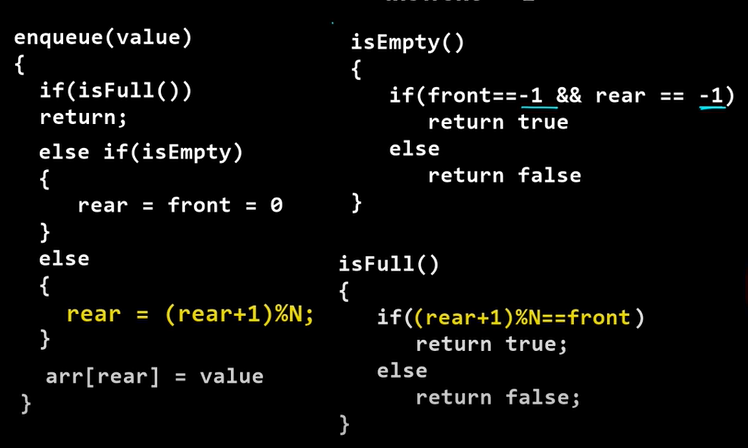 enqueue(value)
{
if(isFull())
return;
else if(isEmpty)
{
rear = front = 0
}
else
{
rear = (rear+1)%N;
}
arr[rear] = value
}
isEmpty()
{
if(front==-1 && rear == -1)
return true
else
return false
}
isFull()
{
if((rear+1)%N==front)
return true;
else
return false;
}